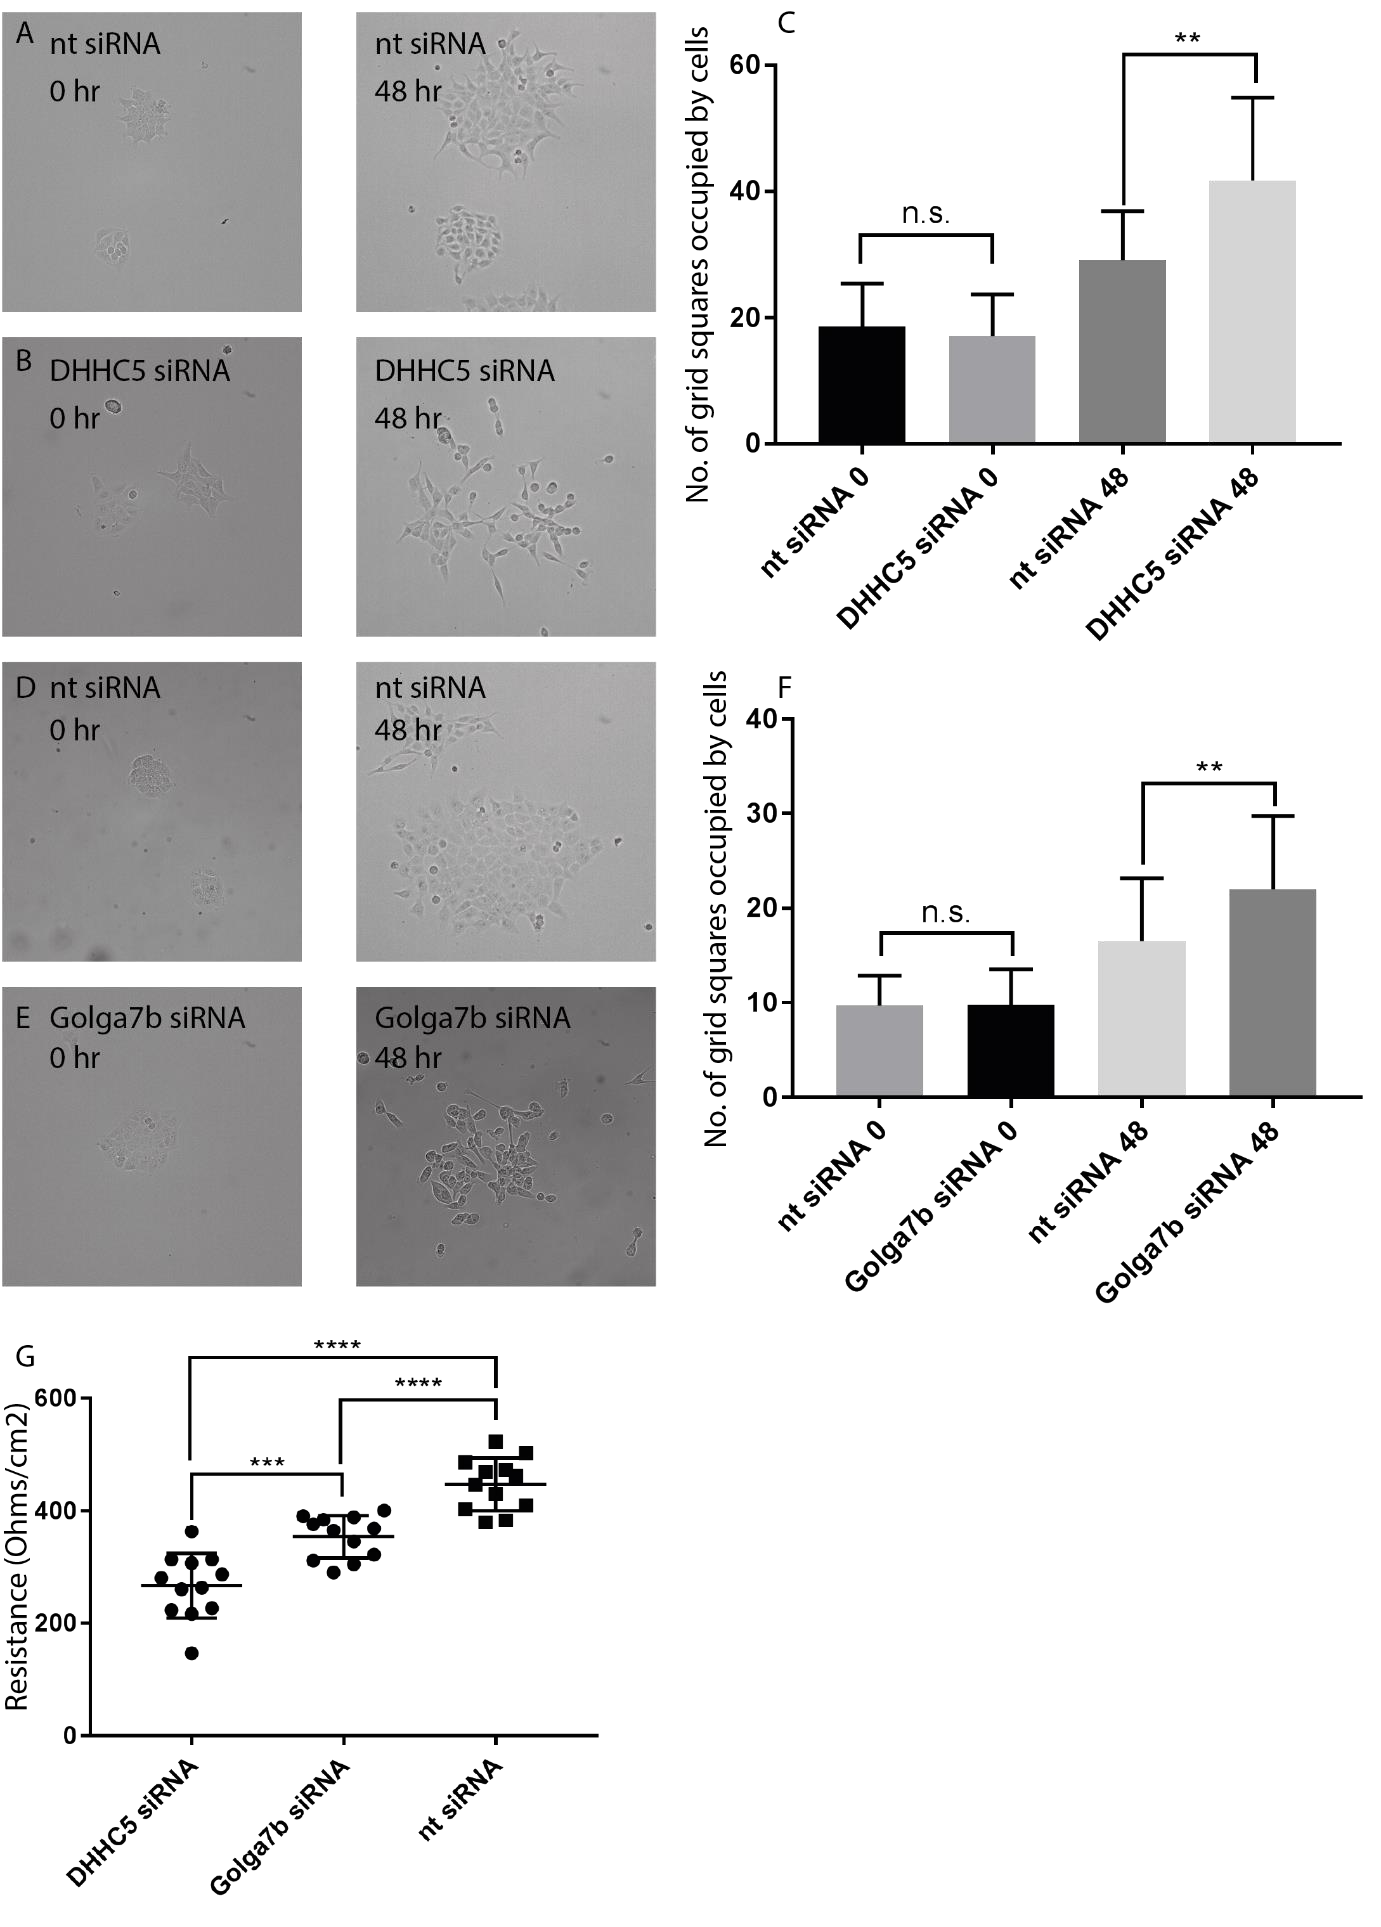 A
nt siRNA
0 hr
nt siRNA
48 hr
B
DHHC5 siRNA
0 hr
DHHC5 siRNA
48 hr
C
No. of grid squares occupied by cells
60
40
20
0
n.s.
**
nt siRNA 0
DHHC5 siRNA 0
nt siRNA 48
DHHC5 siRNA 48
D
nt siRNA
0 hr
nt siRNA
48 hr
E
Golga7b siRNA
0 hr
Golga7b siRNA
48 hr
F
No. of grid squares occupied by cells
40
30
20
10
0
n.s.
**
nt siRNA 0
Golga7b siRNA 0
nt siRNA 48
Golga7b siRNA 48
G
Resistance (Ohms/cm2)
600
400
200
0
****
****
***
DHHC5 siRNA
Golga7b siRNA
nt siRNA